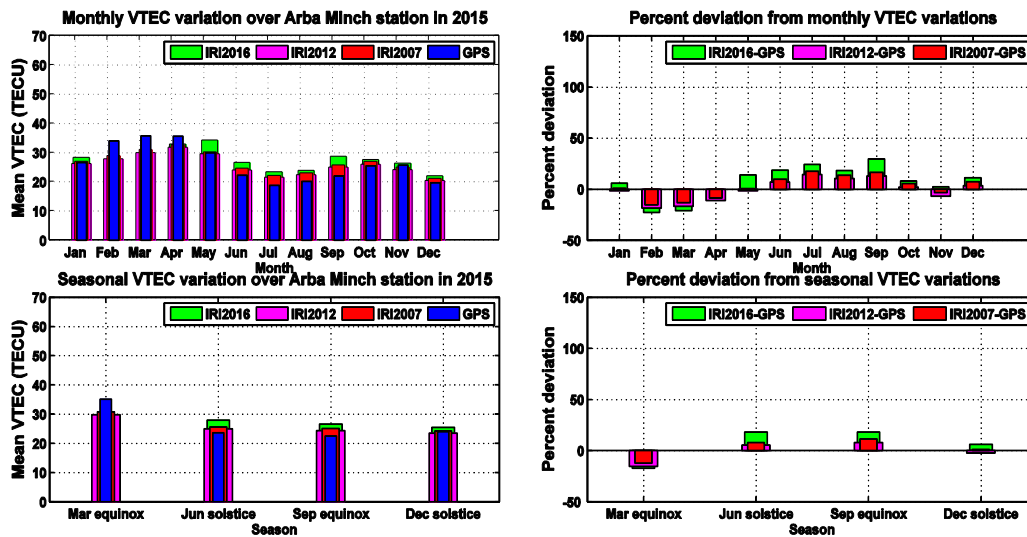 Monthly VTEC variation over Arba Minch station in 2015
Mean VTEC (TECU)
70
60
50
40
30
20
10
0
IRI2016 IRI2012 IRI2007 GPS
Jan Feb Mar Apr May Jun Jul Aug Sep Oct Nov Dec
Month
Percent deviation from monthly VTEC variations
Percent deviation
150
100
50
0
-50
IRI2016-GPS IRI2012-GPS IRI2007-GPS
Jan Feb Mar Apr May Jun Jul Aug Sep Oct Nov Dec
Month
Seasonal VTEC variation over Arba Minch station in 2015
Mean VTEC (TECU)
70
60
50
40
30
20
10
0
IRI2016 IRI2012 IRI2007 GPS
Mar equinox Jun solstice Sep equinox Dec solstice
Season
Percent deviation from seasonal VTEC variations
Percent deviation
150
100
50
0
-50
IRI2016-GPS IRI2012-GPS IRI2007-GPS
Mar equinox Jun solstice Sep equinox Dec solstice
Season